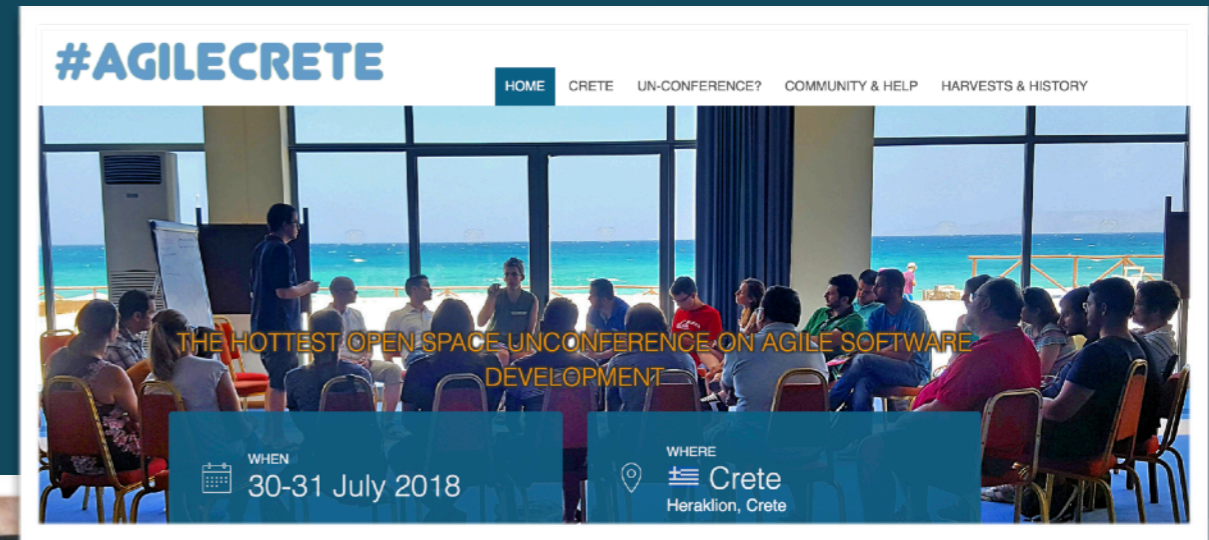 #AGILECRETE
HOME CRETE UN-CONFERENCE? COMMUNITY & HELP HARVESTS & HISTORY
THE HOTTEST OPEN SPACE UNCONFERENCE ON AGILE SOFTWARE
DEVELOPMENT
WHEN
30-31 July 2018
WHERE
Crete
Heraklion, Crete